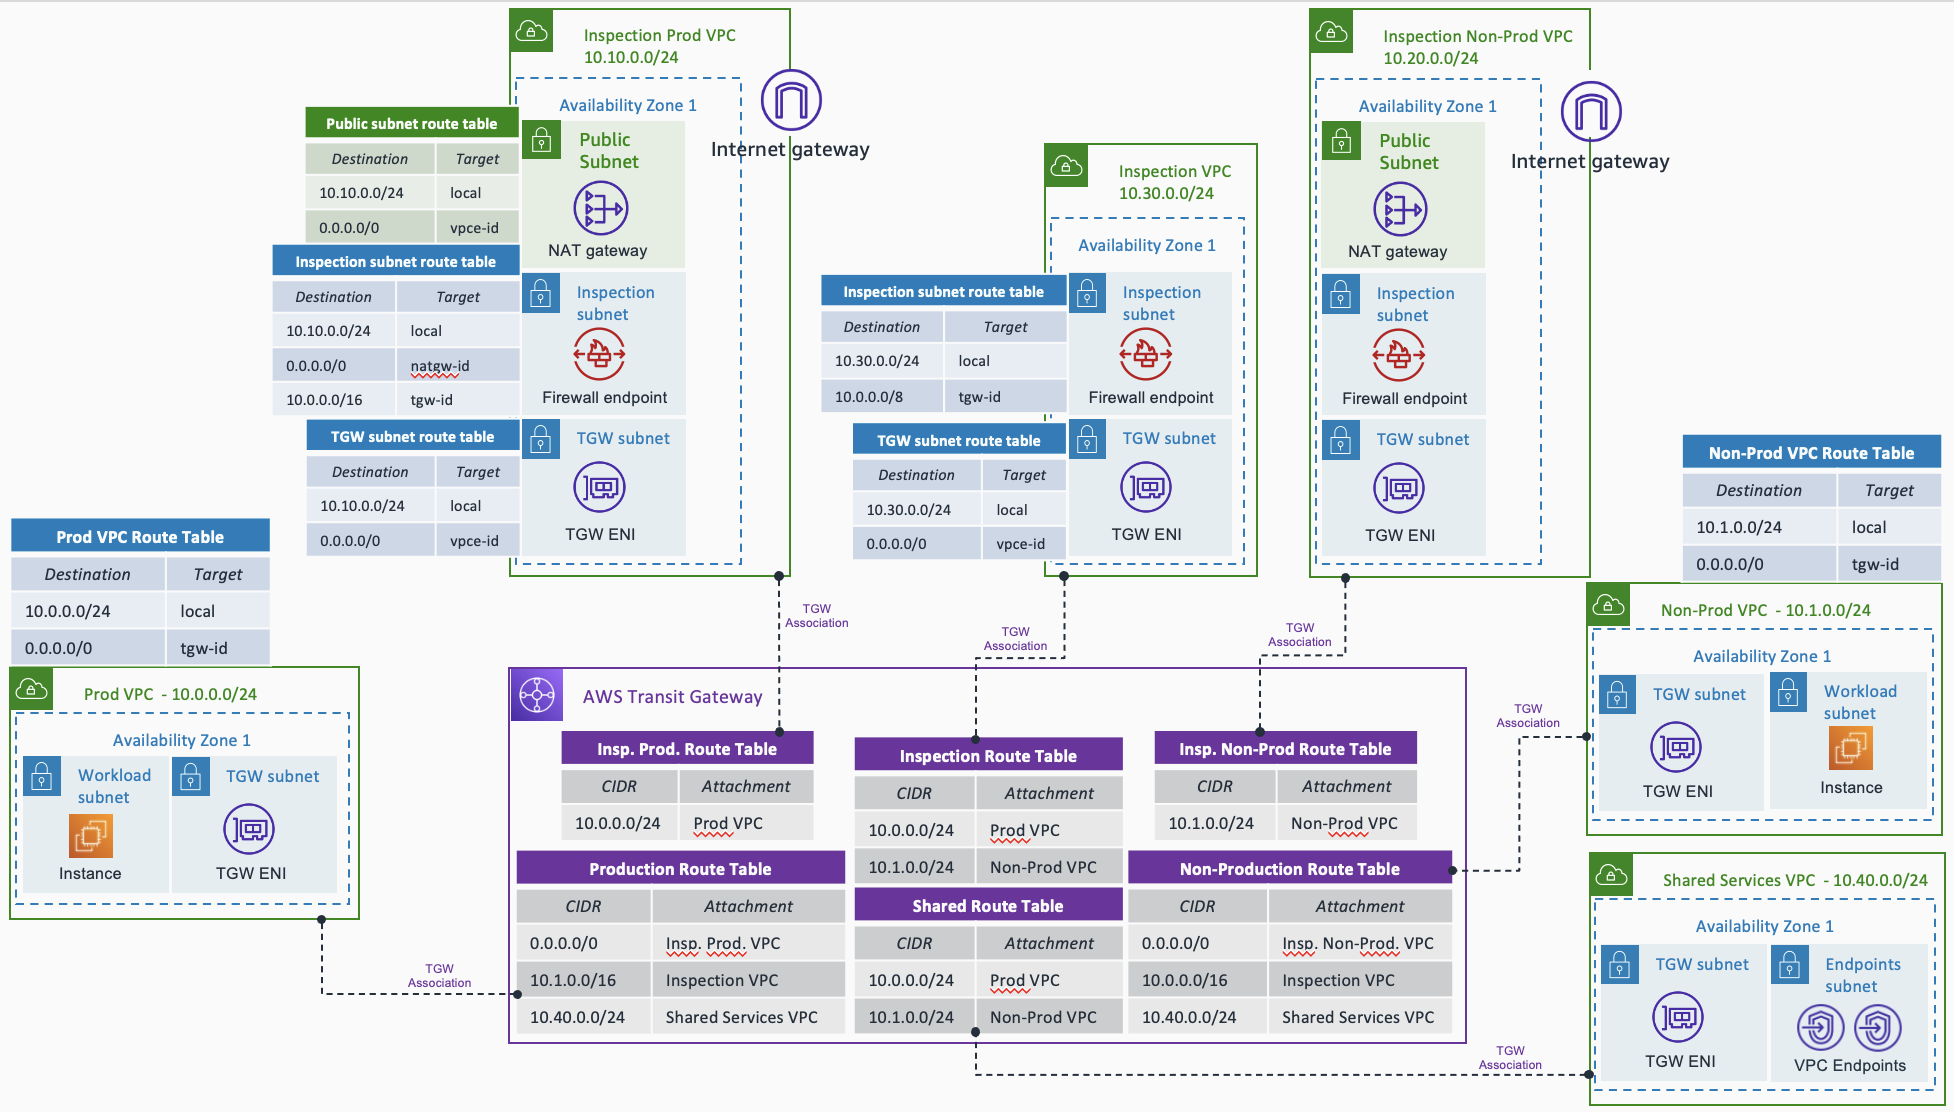 Inspection Prod VPC
10.10.0.0/24
Availability Zone 1
Internet gateway
Public
Subnet
NAT gateway
Inspection
subnet
Firewall endpoint
TGW subnet
TGW ENI
Public subnet route table
Destination Target
10.10.0.0/24 local
0.0.0.0/0 vpce-id
Inspection subnet route table
Destination Target
10.10.0.0/24 local
0.0.0.0/0 natgw-id
10.0.0.0/16 tgw-id
TGW subnet route table
Destination Target
10.10.0.0/24 local
0.0.0.0/0 vpce-id
Inspection VPC
10.30.0.0/24
Availability Zone 1
Inspection
subnet
Firewall endpoint
TGW subnet
TGW ENI
Inspection subnet route table
Destination Target
10.30.0.0/24 local
10.0.0.0/8 tgw-id
TGW subnet route table
Destination Target
10.30.0.0/24 local
0.0.0.0/0 vpce-id
Inspection Non-Prod VPC
10.20.0.0/24
Availability Zone 1
Internet gateway
Public
Subnet
NAT gateway
Inspection
subnet
Firewall endpoint
TGW subnet
TGW ENI
Non-Prod VPC Route Table
Destination Target
10.1.0.0/24 local
0.0.0.0/0 tgw-id
Non-Prod VPC - 10.1.0.0/24
Availability Zone 1
TGW subnet
TGW ENI
Workload
subnet
Instance
Prod VPC Route Table
Destination Target
10.0.0.0/24 local
0.0.0.0/0 tgw-id
Prod VPC - 10.0.0.0/24
Availability Zone 1
Workload
subnet
Instance
TGW subnet
TGW ENI
TGW
Association
TGW
Association
TGW
Association
TGW
Association
TGW
Association
TGW
Association
AWS Transit Gateway
Insp. Prod. Route Table
CIDR Attachment
10.0.0.0/24 Prod VPC
Inspection Route Table
CIDR Attachment
10.0.0.0/24 Prod VPC
10.1.0.0/24 Non-Prod VPC
Insp. Non-Prod Route Table
CIDR Attachment
10.1.0.0/24 Non-Prod VPC
Production Route Table
CIDR Attachment
0.0.0.0/0 Insp. Prod. VPC
10.1.0.0/16 Inspection VPC
10.40.0.0/24 Shared Services VPC
Shared Route Table
CIDR Attachment
10.0.0.0/24 Prod VPC
10.1.0.0/24 Non-Prod VPC
Non-Production Route Table
CIDR Attachment
0.0.0.0/0 Insp. Non-Prod. VPC
10.0.0.0/16 Inspection VPC
10.40.0.0/24 Shared Services VPC
Shared Services VPC - 10.40.0.0/24
Availability Zone 1
TGW subnet
TGW ENI
Endpoints
subnet
VPC Endpoints